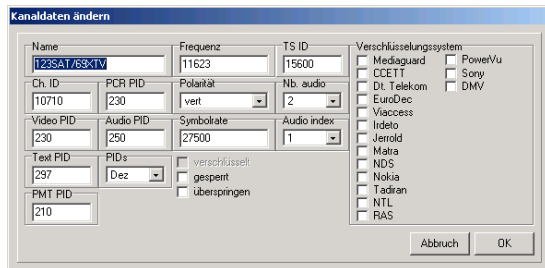 Kanaldaten ändern
Name
123SAT/69XTV
Frequenz
11623
TS ID
15600
Ch. ID
10710
PCR PID
230
Polarität
vert
Nb. audio
2
Video PID
230
Audio PID
250
Symbolrate
27500
Audio index
1
Text PID
297
PIDs
Dez
verschlüsselt
gesperrt
überspringen
PMT PID
210
Verschlüsselungssystem
Mediaguard
CCETT
Dt. Telekom
EuroDec
Viaccess
Irdeto
Jerrold
Matra
NDS
Nokia
Tadiran
NTL
RAS
PowerVu
Sony
DMV
Abbruch
OK